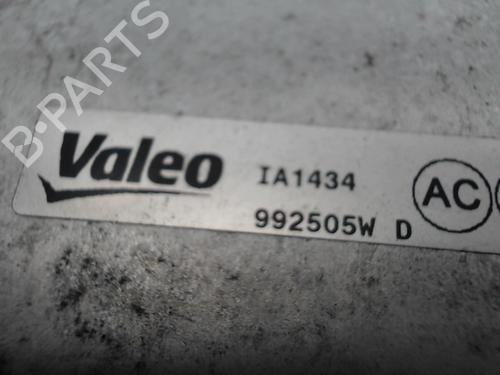 B-PARTS
Valeo
IA1434
992505W D
AC